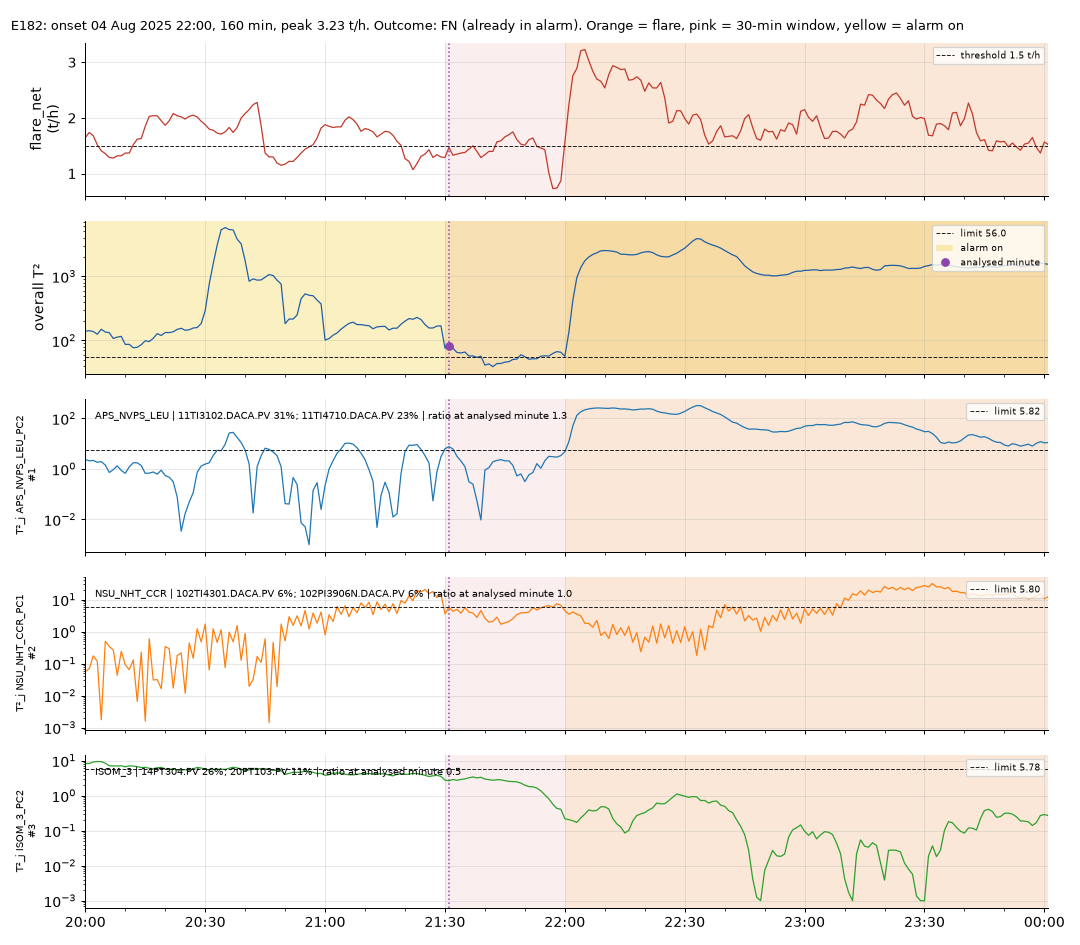 E182: onset 04 Aug 2025 22:00, 160 min, peak 3.23 t/h. Outcome: FN (already in alarm). Orange = flare, pink = 30-min window, yellow = alarm on
flare_net
(t/h)
3
2
1
threshold 1.5 t/h
overall T²
10³
10²
limit 56.0
alarm on
analysed minute
T²_j APS_NVPS_LEU_PC2
#1
10²
10⁰
10⁻²
APS_NVPS_LEU | 11TI3102.DACA.PV 31%; 11TI4710.DACA.PV 23% | ratio at analysed minute 1.3
limit 5.82
T²_j NSU_NHT_CCR_PC1
#2
10¹
10⁰
10⁻¹
10⁻²
10⁻³
NSU_NHT_CCR | 102TI4301.DACA.PV 6%; 102PI3906N.DACA.PV 6% | ratio at analysed minute 1.0
limit 5.80
T²_j ISOM_3_PC2
#3
10¹
10⁰
10⁻¹
10⁻²
10⁻³
ISOM_3 | 14PT304.PV 26%; 20PT103.PV 11% | ratio at analysed minute 0.5
limit 5.78
20:00 20:30 21:00 21:30 22:00 22:30 23:00 23:30 00:00